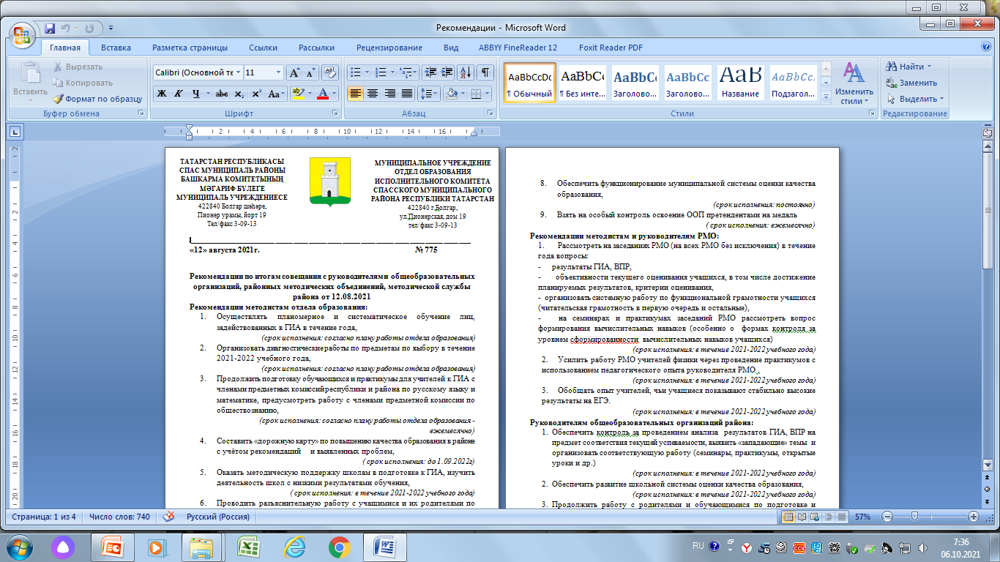 Рекомендации - Microsoft Word
Главная Вставка Разметка страницы Ссылки Рассылки Рецензирование Вид ABBYY FineReader 12 Foxit Reader PDF
Вставить
Вырезать
Копировать
Формат по образцу
Буфер обмена
Calibri (Основной те 11
Ж К Ч abc x₂ x² Aa
Шрифт
Абзац
АаBbCcDc АаBbCc АаBbC АаBbCc АаВ АаBbCc.
¶ Обычный ¶ Без инте... Заголово... Заголово... Название Подзагол...
Изменить стили
Стили
Найти
Заменить
Выделить
Редактирование
2 4 6 8 10 12 14 16
ТАТАРСТАН РЕСПУБЛИКАСЫ
СПАС МУНИЦИПАЛЬ РАЙОНЫ
БАШКАРМА КОМИТЕТЫНЫҢ
МӘГАРИФ БҮЛЕГЕ
МУНИЦИПАЛЬ УЧРЕЖДЕНИЕСЕ
422840 Болгар шәһәре,
Пионер урамы, йорт 19
Тел/факс 3-09-13
МУНИЦИПАЛЬНОЕ УЧРЕЖДЕНИЕ
ОТДЕЛ ОБРАЗОВАНИЯ
ИСПОЛНИТЕЛЬНОГО КОМИТЕТА
СПАССКОГО МУНИЦИПАЛЬНОГО
РАЙОНА РЕСПУБЛИКИ ТАТАРСТАН
422840 г.Болгар,
ул.Пионерская, дом 19
тел/факс 3-09-13
«12» августа 2021г. № 775
Рекомендации по итогам совещания с руководителями общеобразовательных
организаций, районных методических объединений, методической службы
района от 12.08.2021
Рекомендации методистам отдела образования:
1. Осуществлять планомерное и систематическое обучение лиц,
задействованных в ГИА в течение года,
(срок исполнения: согласно плану работы отдела образования)
2. Организовать диагностические работы по предметам по выбору в течение
2021-2022 учебного года,
(срок исполнения: согласно плану работы отдела образования)
3. Продолжить подготовку обучающихся и практикумы для учителей к ГИА с
членами предметных комиссий республики и района по русскому языку и
математике, предусмотреть работу с членами предметной комиссии по
обществознанию,
(срок исполнения: согласно плану работы отдела образования -
ежемесячно)
4. Составить «дорожную карту» по повышению качества образования в районе
с учётом рекомендаций и выявленных проблем,
( срок исполнения: до 1.09.2022г)
5. Оказать методическую поддержку школам в подготовке к ГИА, изучить
деятельность школ с низкими результатами обучения,
( срок исполнения: в течение 2021-2022 учебного года)
6. Проводить разъяснительную работу с учащимися и их родителями по
8. Обеспечить функционирование муниципальной системы оценки качества
образования,
(срок исполнения: постоянно)
9. Взять на особый контроль освоение ООП претендентами на медаль
( срок исполнения: ежемесячно)
Рекомендации методистам и руководителям РМО:
1. Рассмотреть на заседаниях РМО (на всех РМО без исключения) в течение
года вопросы:
- результаты ГИА, ВПР,
- объективности текущего оценивания учащихся, в том числе достижение
планируемых результатов, критерии оценивания,
- организовать системную работу по функциональной грамотности учащихся
(читательская грамотность в первую очередь и остальные),
- на семинарах и практикумах заседаний РМО рассмотреть вопрос
формирования вычислительных навыков (особенно о формах контроля за
уровнем сформированности вычислительных навыков учащихся)
(срок исполнения: в течение 2021-2022 учебного года)
2. Усилить работу РМО учителей физики через проведение практикумов с
использованием педагогического опыта руководителя РМО.,
(срок исполнения: в течение 2021-2022 учебного года)
3. Обобщать опыт учителей, чьи учащиеся показывают стабильно высокие
результаты на ЕГЭ.
(срок исполнения: в течение 2021-2022 учебного года)
Руководителям общеобразовательных организаций района:
1. Обеспечить контроль за проведением анализа результатов ГИА, ВПР на
предмет соответствия текущей успеваемости, выявить «западающие» темы и
организовать соответствующую работу (семинары, практикумы, открытые
уроки и др.)
(срок исполнения: в течение 2021-2022 учебного года)
2. Обеспечить развитие школьной системы оценки качества образования,
(срок исполнения: в течение 2021-2022 учебного года)
3. Продолжить работу с родителями и обучающимися по подготовке и
Страница: 1 из 4 Число слов: 740 Русский (Россия) 57%
RU 7:36
06.10.2021